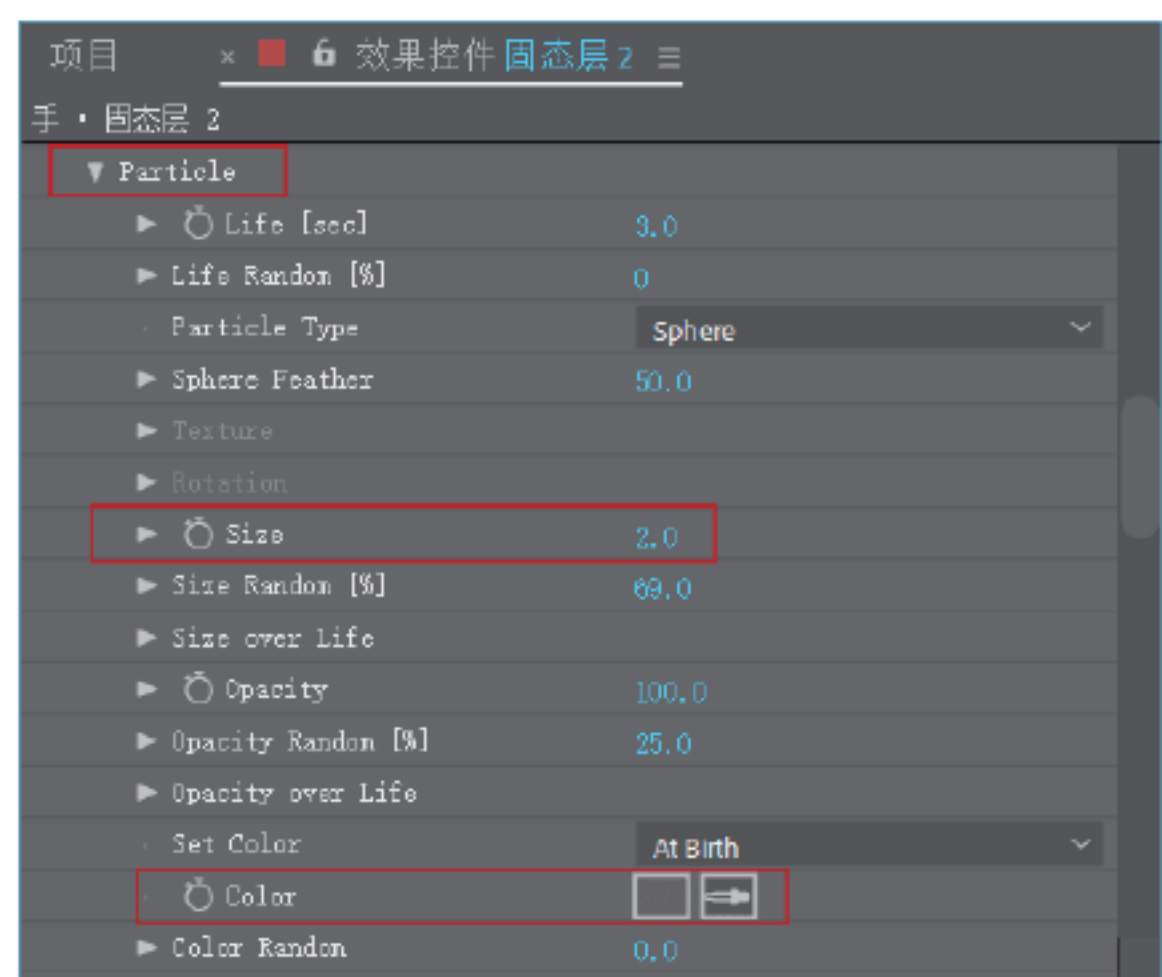 项目 × 效果控件 固态层 2 ≡
手 · 固态层 2
Particle
Life [sec] 3.0
Life Random [%] 0
Particle Type Sphere
Sphere Feather 50.0
Texture
Rotation
Size 2.0
Size Random [%] 69.0
Size over Life
Opacity 100.0
Opacity Random [%] 25.0
Opacity over Life
Set Color At Birth
Color
Color Random 0.0